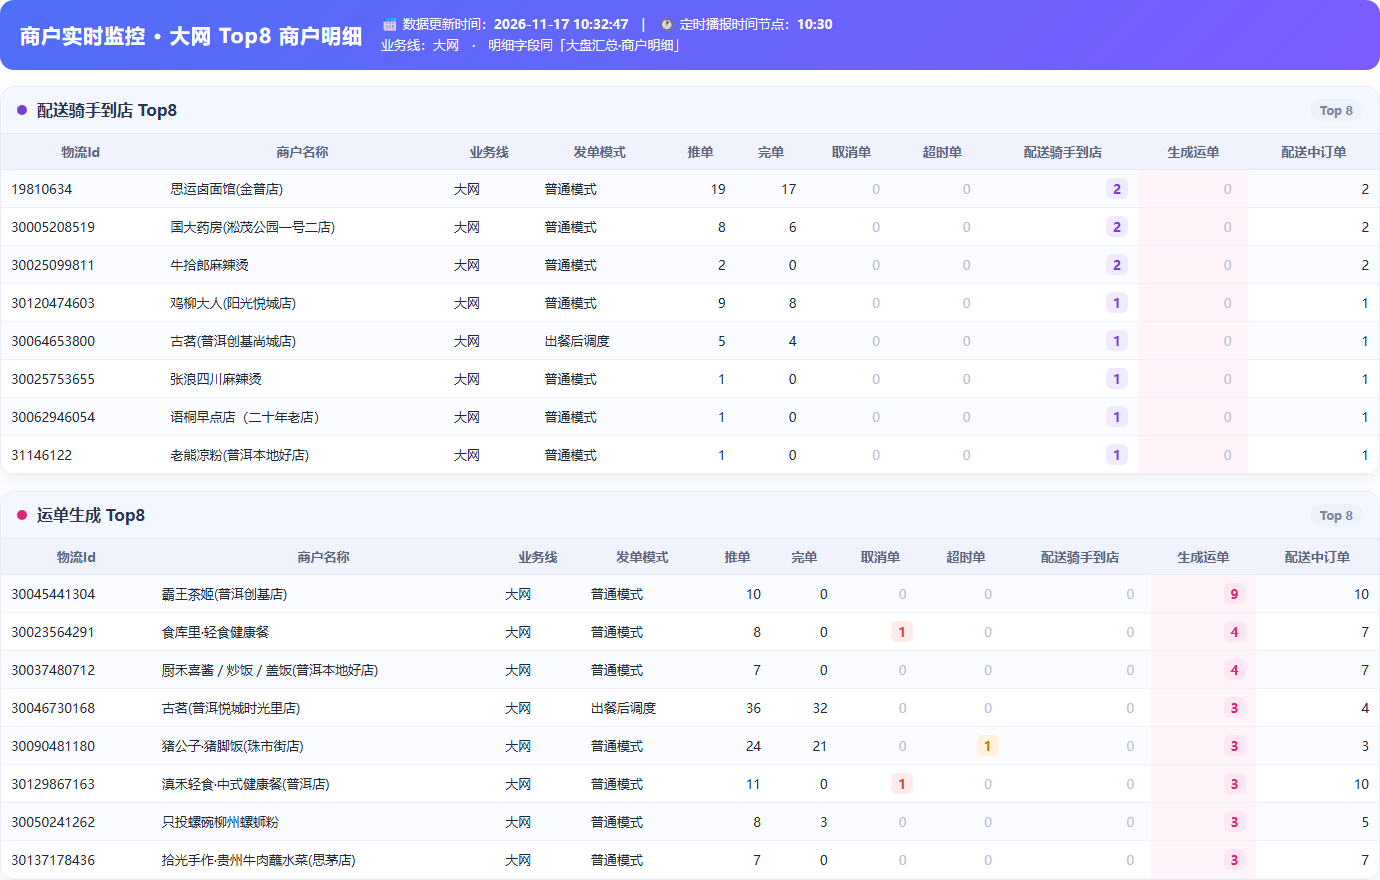 商户实时监控 • 大网 Top8 商户明细
数据更新时间：2026-11-17 10:32:47 | 定时播报时间节点：10:30
业务线：大网 · 明细字段同「大盘汇总·商户明细」
配送骑手到店 Top8 Top 8
物流Id 商户名称 业务线 发单模式 推单 完单 取消单 超时单 配送骑手到店 生成运单 配送中订单
19810634 思运卤面馆(金普店) 大网 普通模式 19 17 0 0 2 0 2
30005208519 国大药房(淞茂公园一号二店) 大网 普通模式 8 6 0 0 2 0 2
30025099811 牛拾郎麻辣烫 大网 普通模式 2 0 0 0 2 0 2
30120474603 鸡柳大人(阳光悦城店) 大网 普通模式 9 8 0 0 1 0 1
30064653800 古茗(普洱创基尚城店) 大网 出餐后调度 5 4 0 0 1 0 1
30025753655 张浪四川麻辣烫 大网 普通模式 1 0 0 0 1 0 1
30062946054 语桐早点店（二十年老店） 大网 普通模式 1 0 0 0 1 0 1
31146122 老熊凉粉(普洱本地好店) 大网 普通模式 1 0 0 0 1 0 1
运单生成 Top8 Top 8
物流Id 商户名称 业务线 发单模式 推单 完单 取消单 超时单 配送骑手到店 生成运单 配送中订单
30045441304 霸王茶姬(普洱创基店) 大网 普通模式 10 0 0 0 0 9 10
30023564291 食库里·轻食健康餐 大网 普通模式 8 0 1 0 0 4 7
30037480712 厨禾喜酱 / 炒饭 / 盖饭(普洱本地好店) 大网 普通模式 7 0 0 0 0 4 7
30046730168 古茗(普洱悦城时光里店) 大网 出餐后调度 36 32 0 0 0 3 4
30090481180 猪公子·猪脚饭(珠市街店) 大网 普通模式 24 21 0 1 0 3 3
30129867163 滇禾轻食·中式健康餐(普洱店) 大网 普通模式 11 0 1 0 0 3 10
30050241262 只投螺碗柳州螺蛳粉 大网 普通模式 8 3 0 0 0 3 5
30137178436 拾光手作·贵州牛肉蘸水菜(思茅店) 大网 普通模式 7 0 0 0 0 3 7